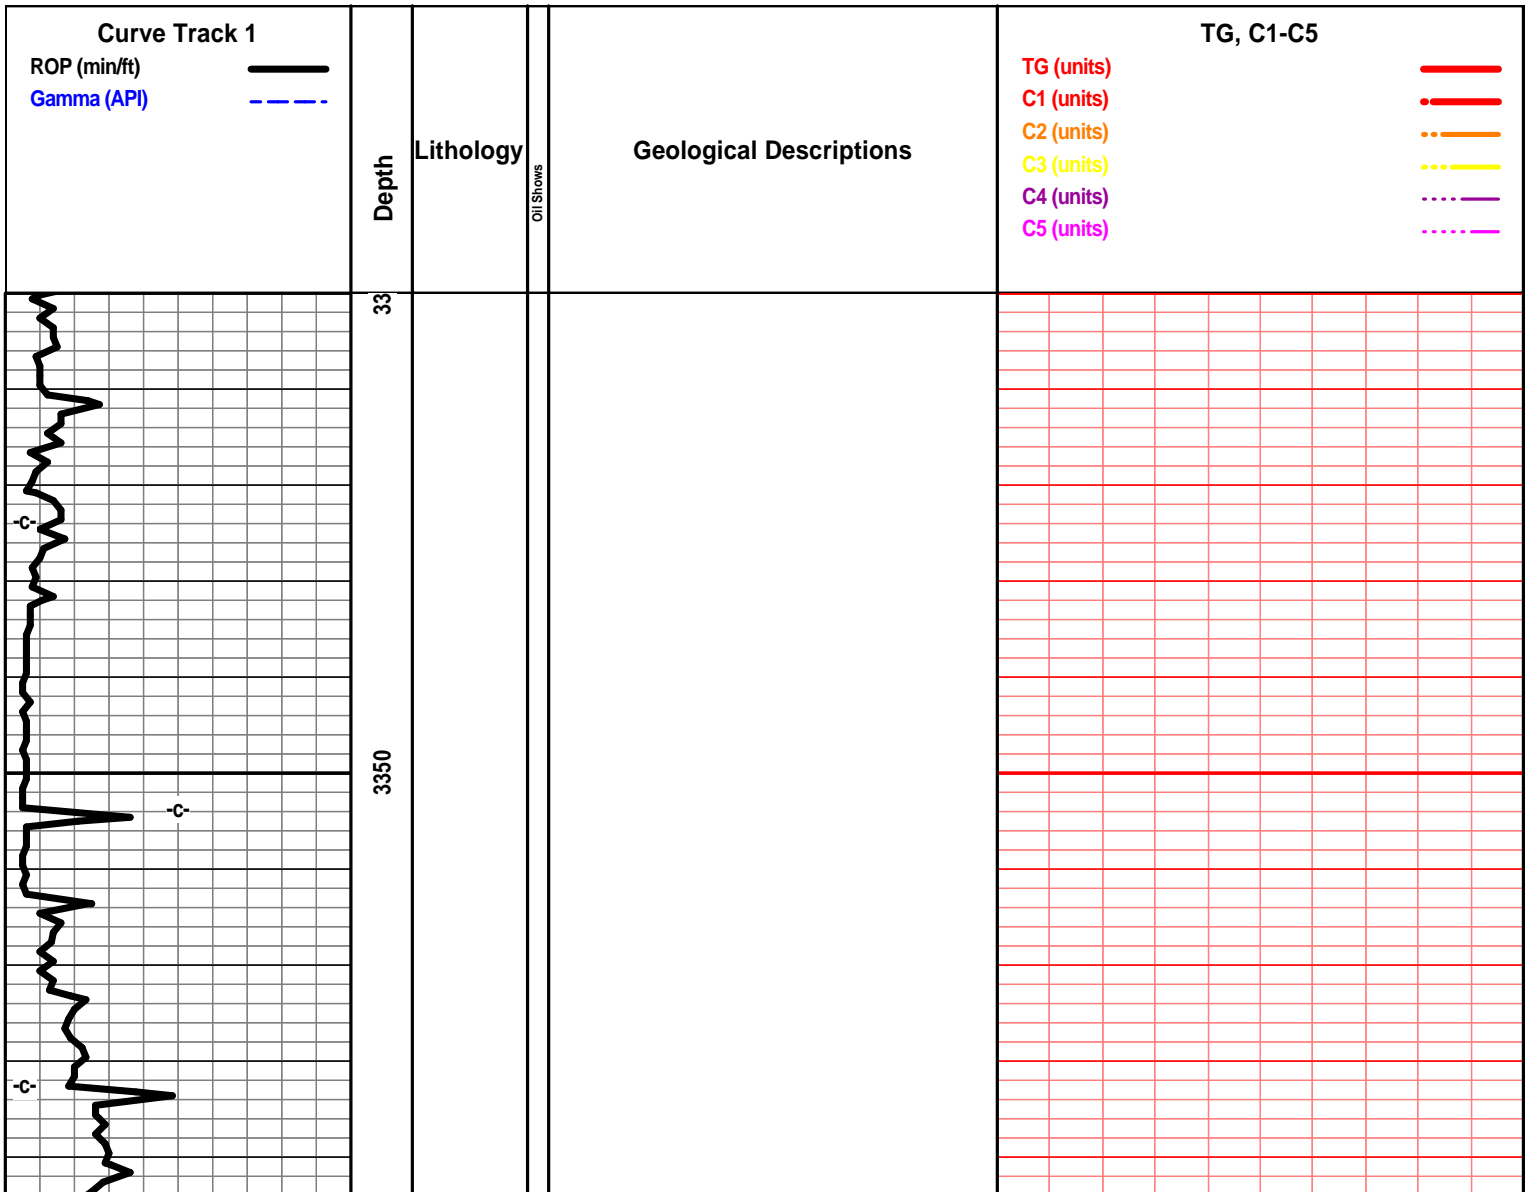 Curve Track 1
ROP (min/ft)
Gamma (API)
Depth
Lithology
Oil Shows
Geological Descriptions
TG, C1-C5
TG (units)
C1 (units)
C2 (units)
C3 (units)
C4 (units)
C5 (units)
33
-c-
3350
-c-
-c-